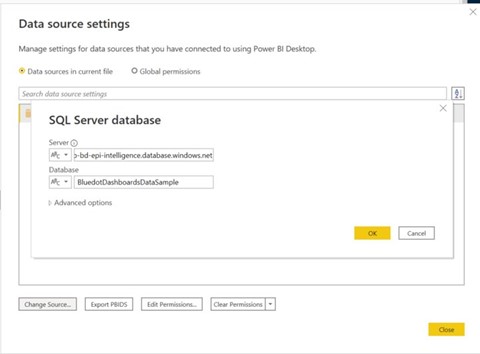 Data source settings
Manage settings for data sources that you have connected to using Power BI Desktop.
Data sources in current file
Global permissions
Search data source settings
SQL Server database
Server
o-bd-epi-intelligence.database.windows.net
Database
BluedotDashboardsDataSample
Advanced options
OK
Cancel
Change Source...
Export PBIDS
Edit Permissions...
Clear Permissions
Close